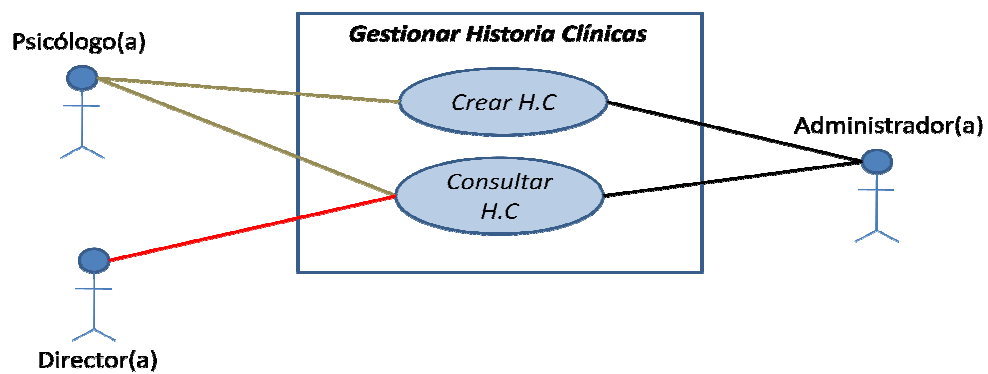 Psicólogo(a)
Gestionar Historia Clínicas
Crear H.C
Administrador(a)
Consultar
H.C
Director(a)